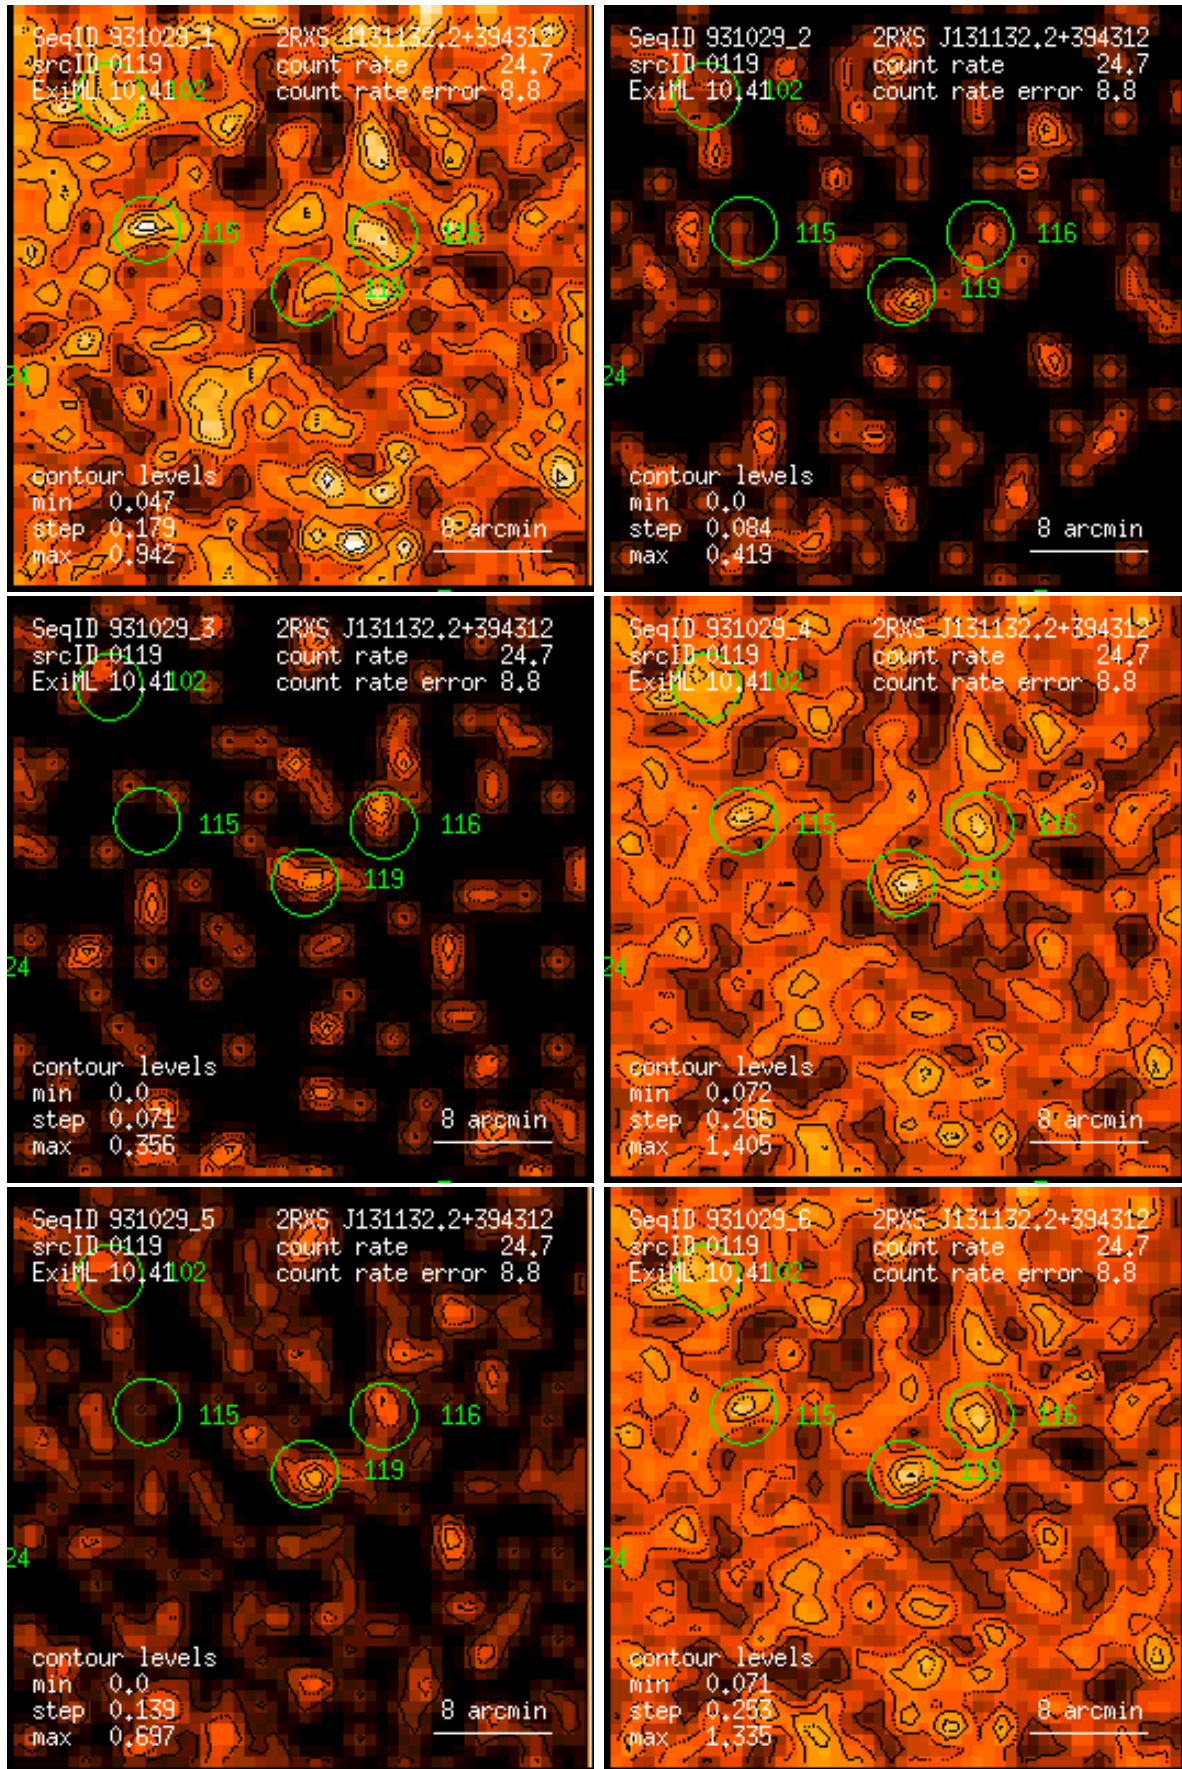 SeqID 931029_1 2RXS J131132.2+394312
srcID 0119 count rate 24.7
ExiML 10.41 102 count rate error 8.8
115
116
119
24
contour levels
min 0.047
step 0.179
max 0.942
8 arcmin
SeqID 931029_2 2RXS J131132.2+394312
srcID 0119 count rate 24.7
ExiML 10.41 102 count rate error 8.8
115
116
119
24
contour levels
min 0.0
step 0.084
max 0.419
8 arcmin
SeqID 931029_3 2RXS J131132.2+394312
srcID 0119 count rate 24.7
ExiML 10.41 102 count rate error 8.8
115
116
119
24
contour levels
min 0.0
step 0.071
max 0.356
8 arcmin
SeqID 931029_4 2RXS J131132.2+394312
srcID 0119 count rate 24.7
ExiML 10.41 102 count rate error 8.8
115
116
119
24
contour levels
min 0.072
step 0.266
max 1.405
8 arcmin
SeqID 931029_5 2RXS J131132.2+394312
srcID 0119 count rate 24.7
ExiML 10.41 102 count rate error 8.8
115
116
119
24
contour levels
min 0.0
step 0.139
max 0.697
8 arcmin
SeqID 931029_6 2RXS J131132.2+394312
srcID 0119 count rate 24.7
ExiML 10.41 102 count rate error 8.8
115
116
119
24
contour levels
min 0.071
step 0.253
max 1.335
8 arcmin